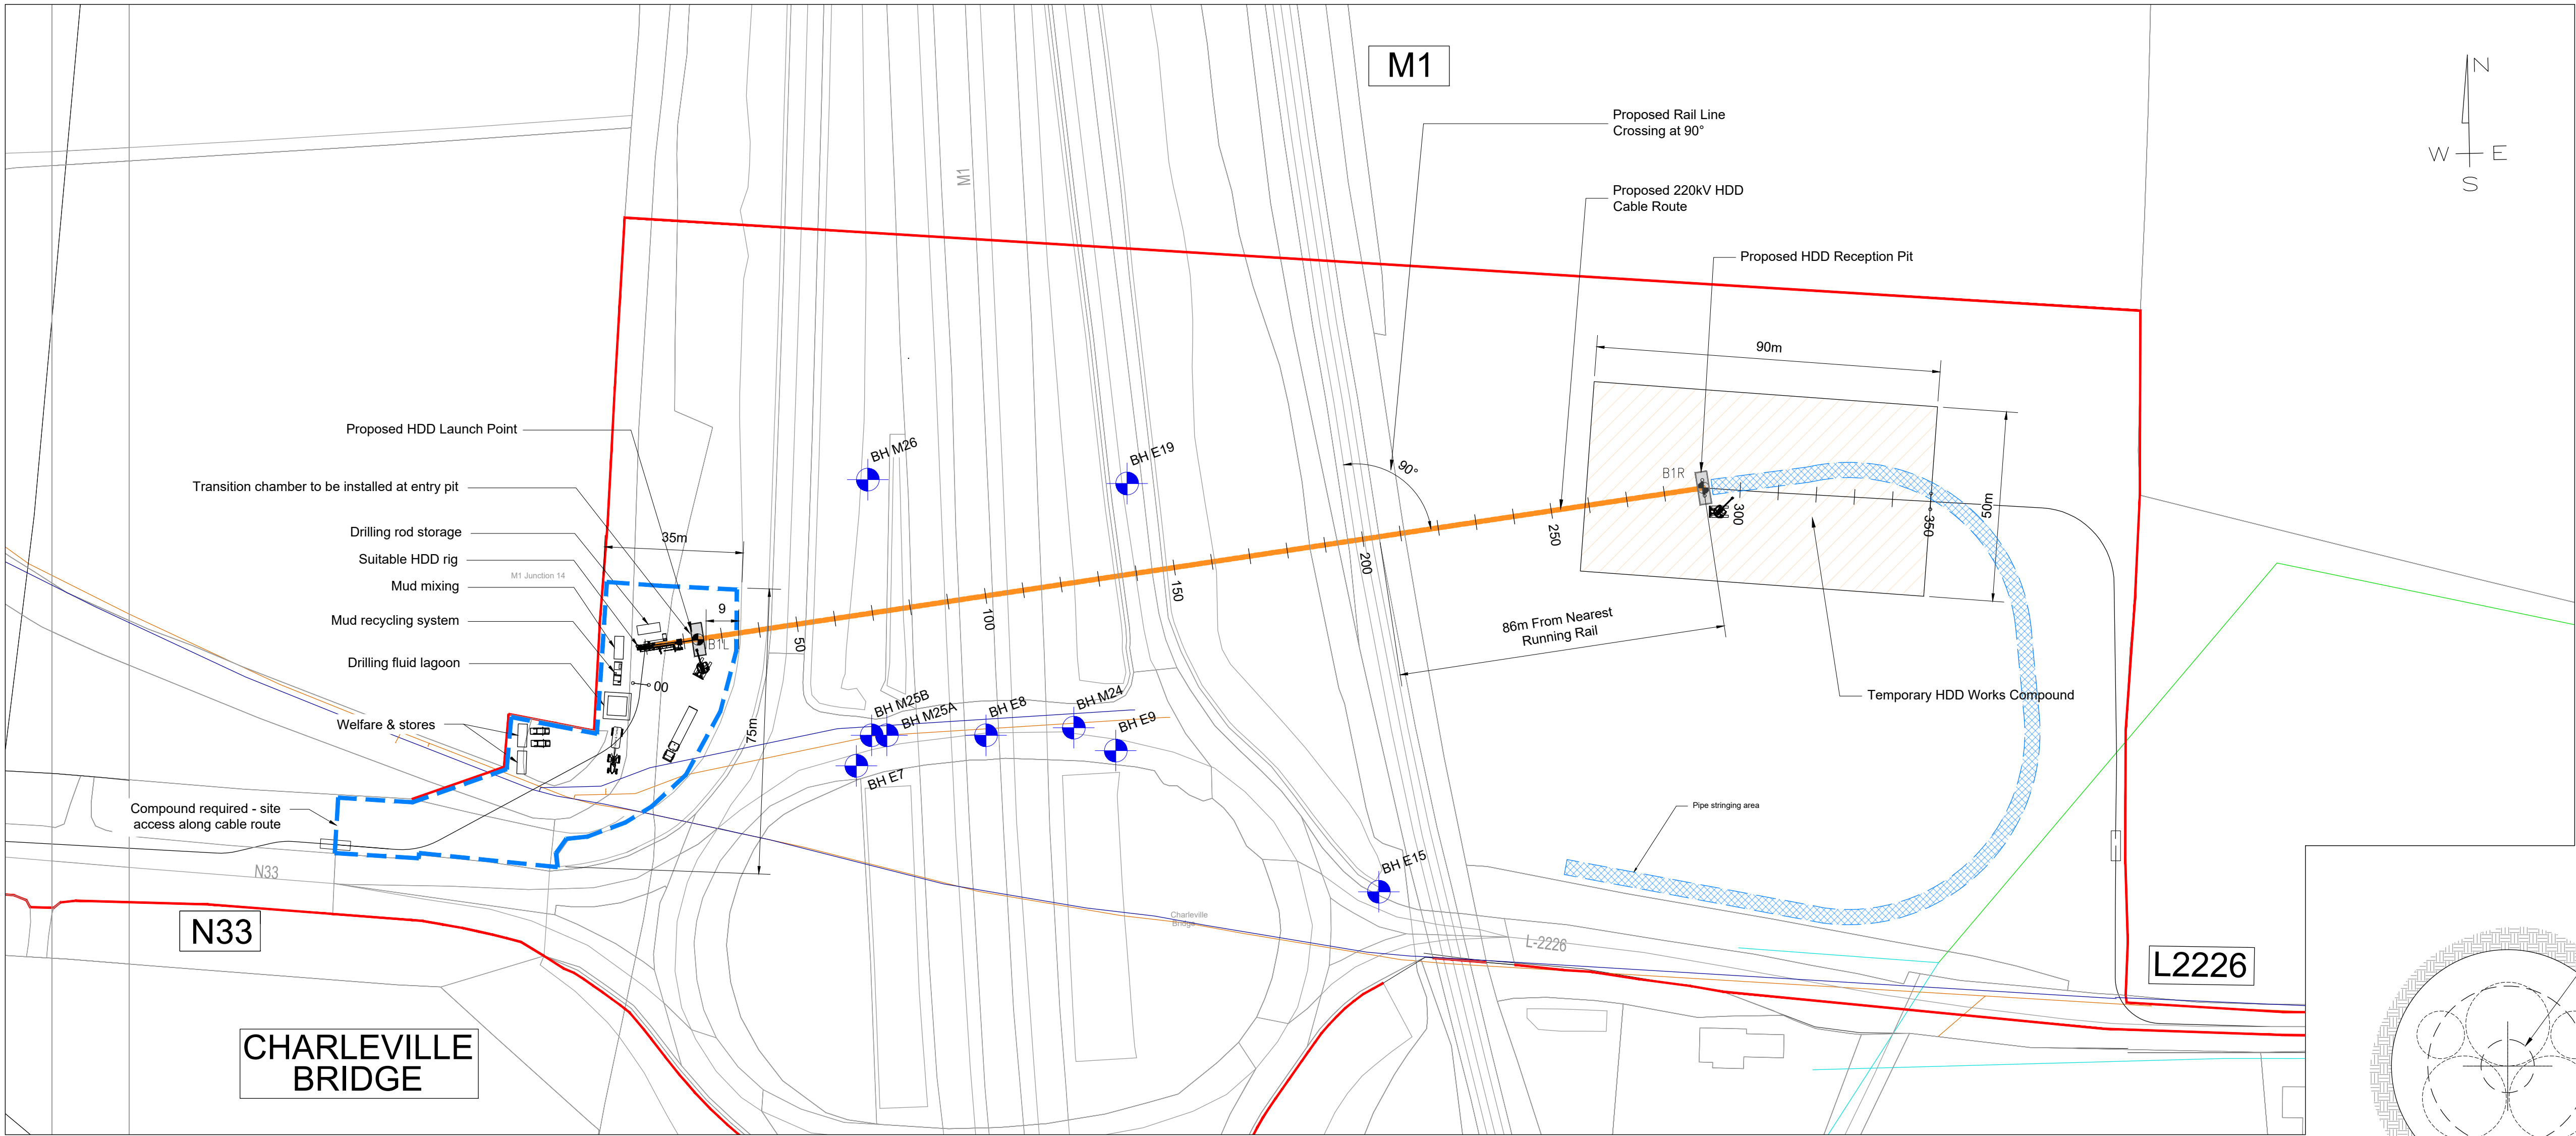 M1
Proposed Rail Line
Crossing at 90°
N
W
E
S
M1
Proposed 220kV HDD
Cable Route
Proposed HDD Reception Pit
90m
Proposed HDD Launch Point
BH M26
BH E19
90°
B1R
Transition chamber to be installed at entry pit
300
350
50m
Drilling rod storage
35m
250
Suitable HDD rig
200
M1 Junction 14
Mud mixing
150
9
100
Mud recycling system
50
B1L
86m From Nearest
Running Rail
Drilling fluid lagoon
00
Temporary HDD Works Compound
Welfare & stores
75m
BH M25B
BH M25A
BH E8
BH M24
BH E9
BH E7
Compound required - site
access along cable route
Pipe stringing area
N33
BH E15
Charleville
Bridge
N33
L-2226
L2226
CHARLEVILLE
BRIDGE